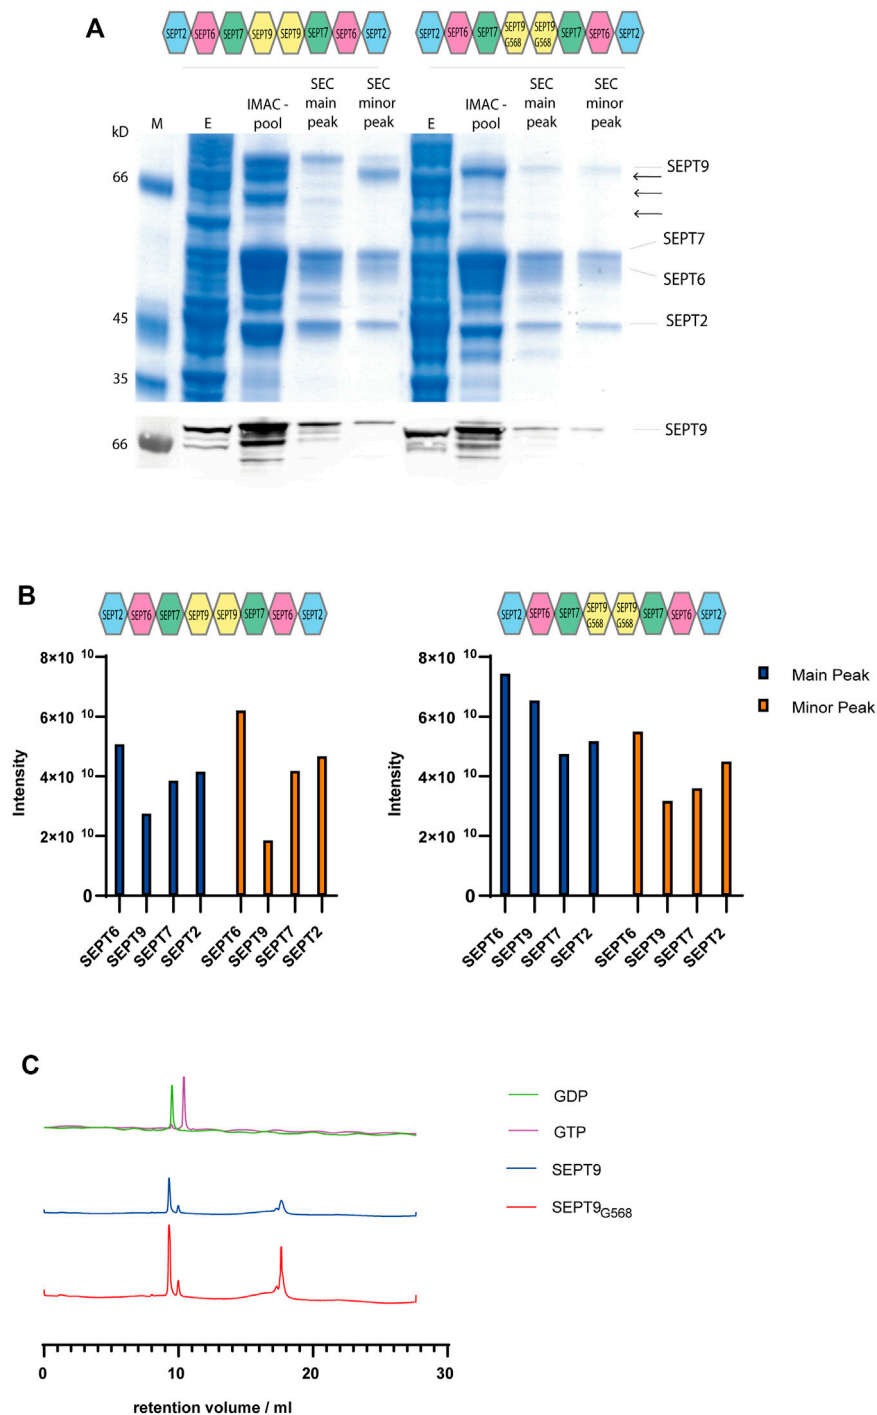 A
SEPT2 SEPT6 SEPT7 SEPT9 SEPT9 SEPT7 SEPT6 SEPT2
SEPT2 SEPT6 SEPT7 SEPT9 G568 SEPT9 G568 SEPT7 SEPT6 SEPT2
kD
M
E
IMAC - pool
SEC main peak
SEC minor peak
E
IMAC - pool
SEC main peak
SEC minor peak
66
45
35
SEPT9
SEPT7
SEPT6
SEPT2
66
SEPT9
B
SEPT2 SEPT6 SEPT7 SEPT9 SEPT9 SEPT7 SEPT6 SEPT2
8×10 10
6×10 10
4×10 10
2×10 10
0
Intensity
SEPT6 SEPT9 SEPT7 SEPT2 SEPT6 SEPT9 SEPT7 SEPT2
SEPT2 SEPT6 SEPT7 SEPT9 G568 SEPT9 G568 SEPT7 SEPT6 SEPT2
8×10 10
6×10 10
4×10 10
2×10 10
0
Intensity
SEPT6 SEPT9 SEPT7 SEPT2 SEPT6 SEPT9 SEPT7 SEPT2
Main Peak
Minor Peak
C
GDP
GTP
SEPT9
SEPT9G568
0 10 20 30
retention volume / ml